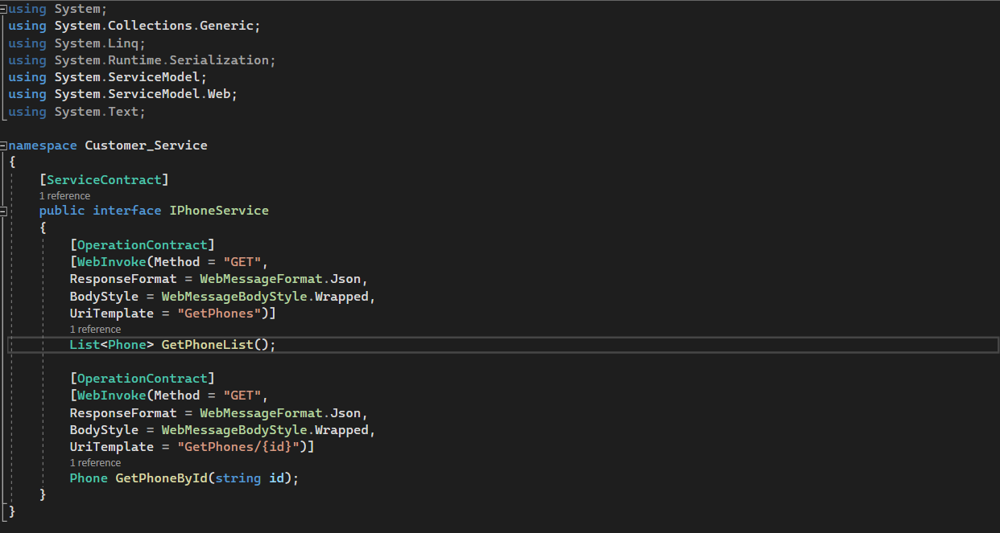 using System;
using System.Collections.Generic;
using System.Linq;
using System.Runtime.Serialization;
using System.ServiceModel;
using System.ServiceModel.Web;
using System.Text;
namespace Customer_Service
{
[ServiceContract]
1 reference
public interface IPhoneService
{
[OperationContract]
[WebInvoke(Method = "GET",
ResponseFormat = WebMessageFormat.Json,
BodyStyle = WebMessageBodyStyle.Wrapped,
UriTemplate = "GetPhones")]
1 reference
List<Phone> GetPhoneList();
[OperationContract]
[WebInvoke(Method = "GET",
ResponseFormat = WebMessageFormat.Json,
BodyStyle = WebMessageBodyStyle.Wrapped,
UriTemplate = "GetPhones/{id}")]
1 reference
Phone GetPhoneById(string id);
}
}